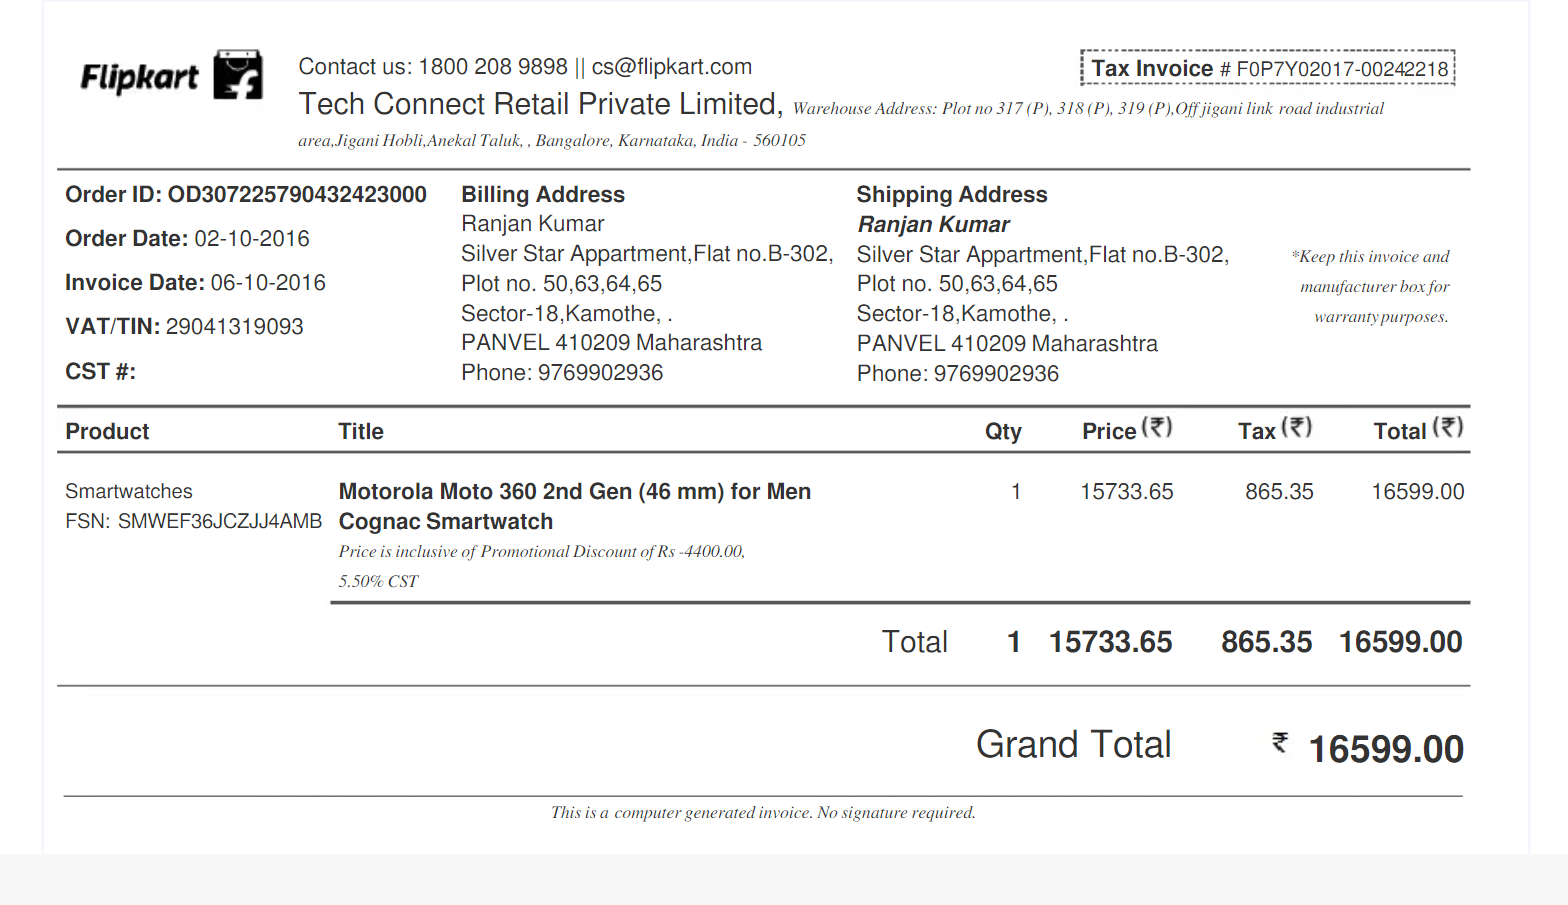 Flipkart
Contact us: 1800 208 9898 || cs@flipkart.com
Tax Invoice # F0P7Y02017-00242218
Tech Connect Retail Private Limited, Warehouse Address: Plot no 317 (P), 318 (P), 319 (P),Off jigani link road industrial
area,Jigani Hobli,Anekal Taluk, , Bangalore, Karnataka, India - 560105
Order ID: OD307225790432423000
Order Date: 02-10-2016
Invoice Date: 06-10-2016
VAT/TIN: 29041319093
CST #:
Billing Address
Ranjan Kumar
Silver Star Appartment,Flat no.B-302,
Plot no. 50,63,64,65
Sector-18,Kamothe, .
PANVEL 410209 Maharashtra
Phone: 9769902936
Shipping Address
Ranjan Kumar
Silver Star Appartment,Flat no.B-302,
Plot no. 50,63,64,65
Sector-18,Kamothe, .
PANVEL 410209 Maharashtra
Phone: 9769902936
*Keep this invoice and
manufacturer box for
warranty purposes.
Product Title Qty Price (₹) Tax (₹) Total (₹)
Smartwatches Motorola Moto 360 2nd Gen (46 mm) for Men 1 15733.65 865.35 16599.00
FSN: SMWEF36JCZJJ4AMB Cognac Smartwatch
Price is inclusive of Promotional Discount of Rs -4400.00,
5.50% CST
Total 1 15733.65 865.35 16599.00
Grand Total ₹ 16599.00
This is a computer generated invoice. No signature required.